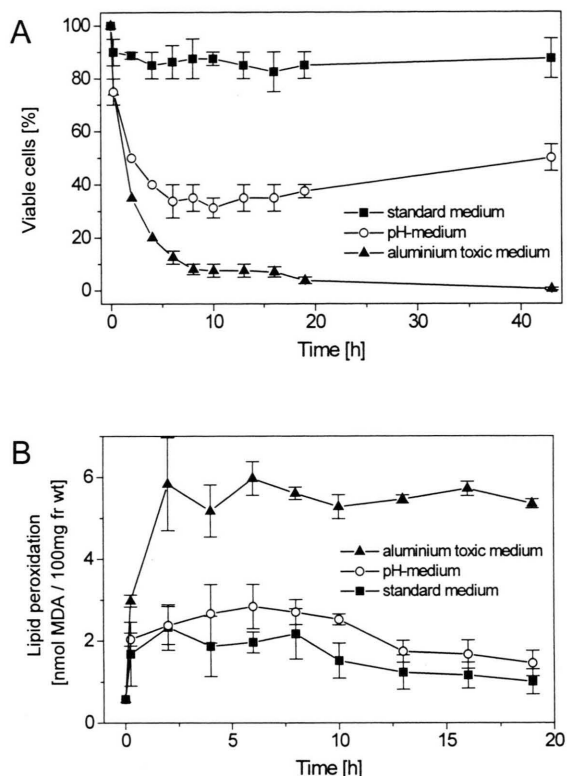 A
100
80
60
40
20
0
Viable cells [%]
standard medium
pH-medium
aluminium toxic medium
0
10
20
30
40
Time [h]
B
6
4
2
0
Lipid peroxidation
[nmol MDA / 100mg fr wt]
aluminium toxic medium
pH-medium
standard medium
0
5
10
15
20
Time [h]